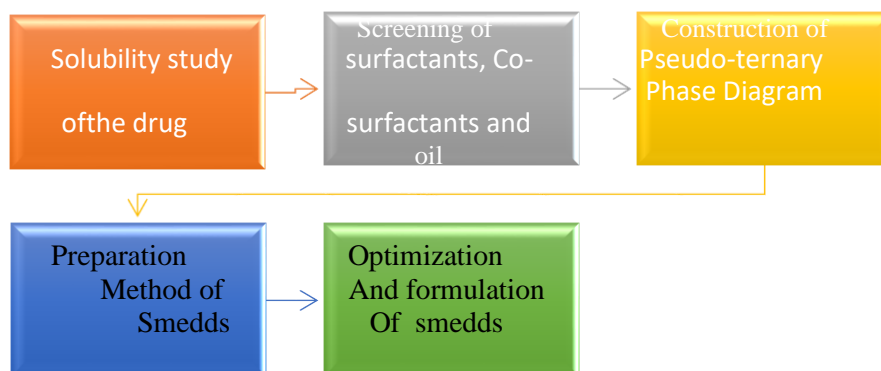 Solubility study
ofthe drug
Screening of
surfactants, Co-
surfactants and
oil
Construction of
Pseudo-ternary
Phase Diagram
Preparation
Method of
Smedds
Optimization
And formulation
Of smedds